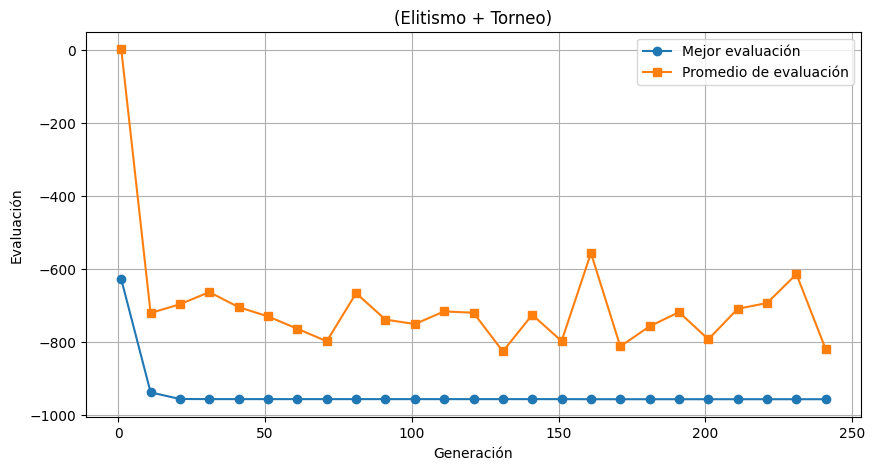 (Elitismo + Torneo)
Mejor evaluación
Promedio de evaluación
0
−200
−400
−600
−800
−1000
Evaluación
0 50 100 150 200 250
Generación